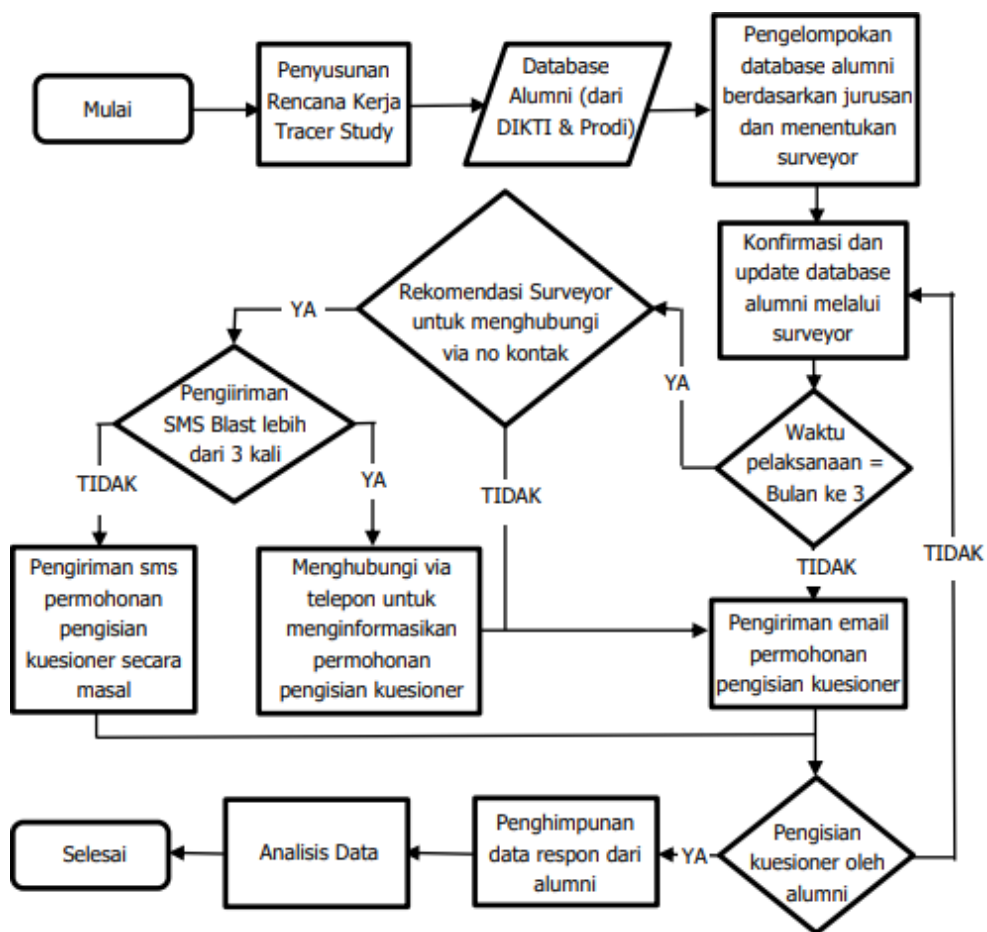 Mulai
Penyusunan
Rencana Kerja
Tracer Study
Database
Alumni (dari
DIKTI & Prodi)
Pengelompokan
database alumni
berdasarkan jurusan
dan menentukan
surveyor
Konfirmasi dan
update database
alumni melalui
surveyor
Waktu
pelaksanaan =
Bulan ke 3
YA
TIDAK
Rekomendasi Surveyor
untuk menghubungi
via no kontak
YA
TIDAK
Pengiiriman
SMS Blast lebih
dari 3 kali
TIDAK
YA
Pengiriman sms
permohonan
pengisian
kuesioner secara
masal
Menghubungi via
telepon untuk
menginformasikan
permohonan
pengisian kuesioner
Pengiriman email
permohonan
pengisian kuesioner
Pengisian
kuesioner oleh
alumni
TIDAK
YA
Penghimpunan
data respon dari
alumni
Analisis Data
Selesai